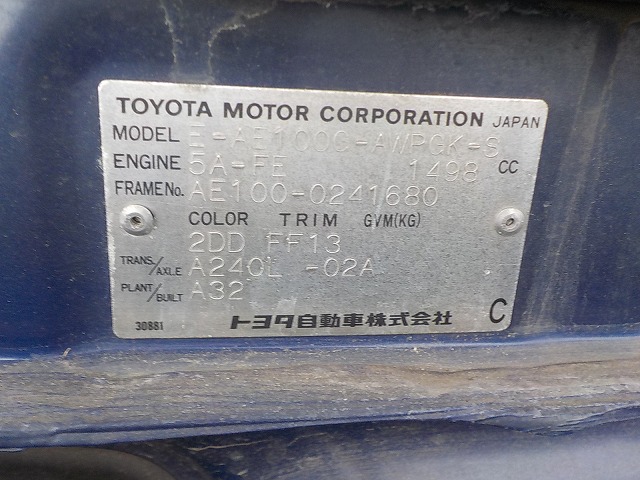 TOYOTA MOTOR CORPORATION JAPAN
MODEL E-AE100G-AWPGK-S
ENGINE 5A-FE 1498 CC
FRAME No. AE100-0241680
COLOR TRIM GVM(KG)
2DD FF13
TRANS/AXLE A240L -02A
PLANT/BUILT A32
30881 トヨタ自動車株式会社 C